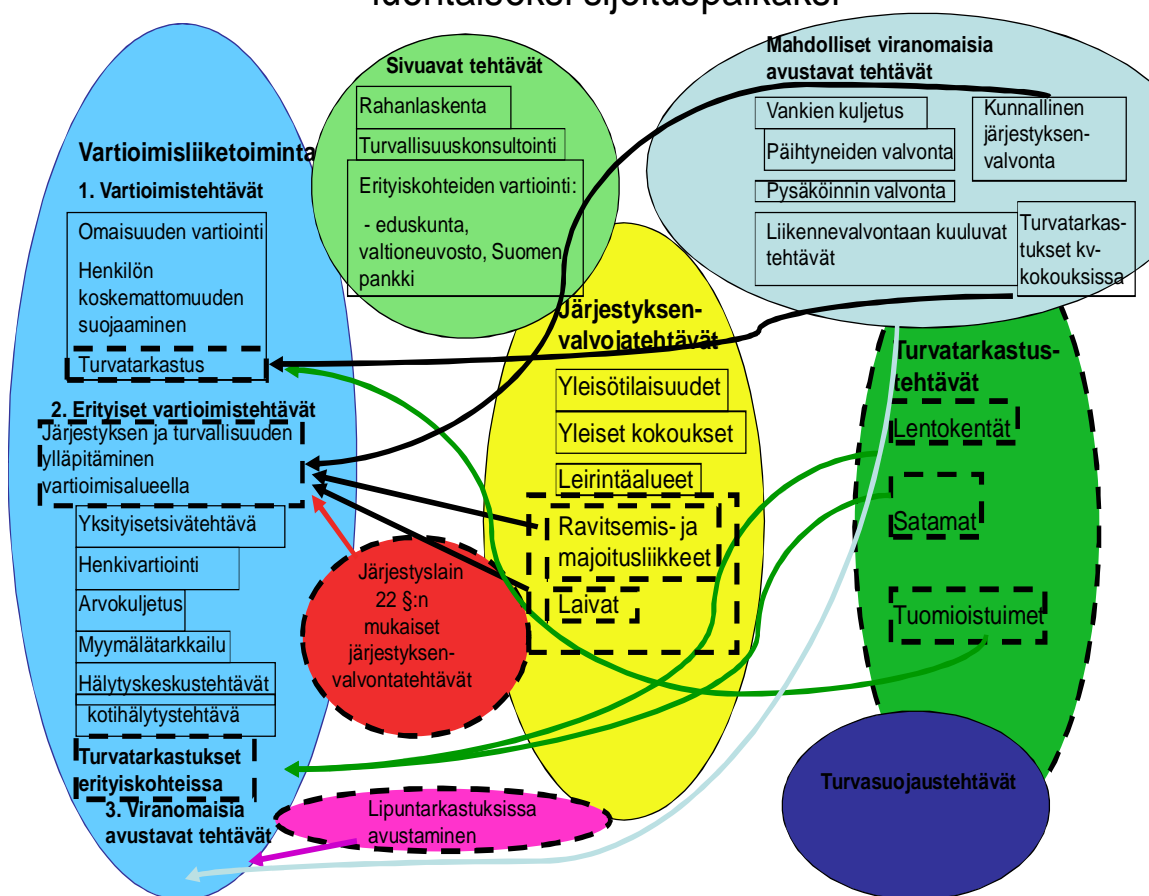 luontaiseksi sijoituspaikaksi
Vartioimisliiketoiminta
1. Vartioimistehtävät
Omaisuuden vartiointi
Henkilön
koskemattomuuden
suojaaminen
Turvatarkastus
2. Erityiset vartioimistehtävät
Järjestyksen ja turvallisuuden
ylläpitäminen
vartioimisalueella
Yksityisetsivätehtävä
Henkivartiointi
Arvokuljetus
Myymälätarkkailu
Hälytyskeskustehtävät
kotihälytystehtävä
Turvatarkastukset
erityiskohteissa
3. Viranomaisia
avustavat tehtävät
Sivuavat tehtävät
Rahanlaskenta
Turvallisuuskonsultointi
Erityiskohteiden vartiointi:
- eduskunta,
valtioneuvosto, Suomen
pankki
Järjestyslain
22 §:n
mukaiset
järjestyksen-
valvontatehtävät
Lipuntarkastuksissa
avustaminen
Järjestyksen-
valvojatehtävät
Yleisötilaisuudet
Yleiset kokoukset
Leirintäalueet
Ravitsemis- ja
majoitusliikkeet
Laivat
Mahdolliset viranomaisia
avustavat tehtävät
Vankien kuljetus
Päihtyneiden valvonta
Pysäköinnin valvonta
Liikennevalvontaan kuuluvat
tehtävät
Kunnallinen
järjestyksen-
valvonta
Turvatarkas-
tukset kv-
kokouksissa
Turvatarkastus-
tehtävät
Lentokentät
Satamat
Tuomioistuimet
Turvasuojaustehtävät